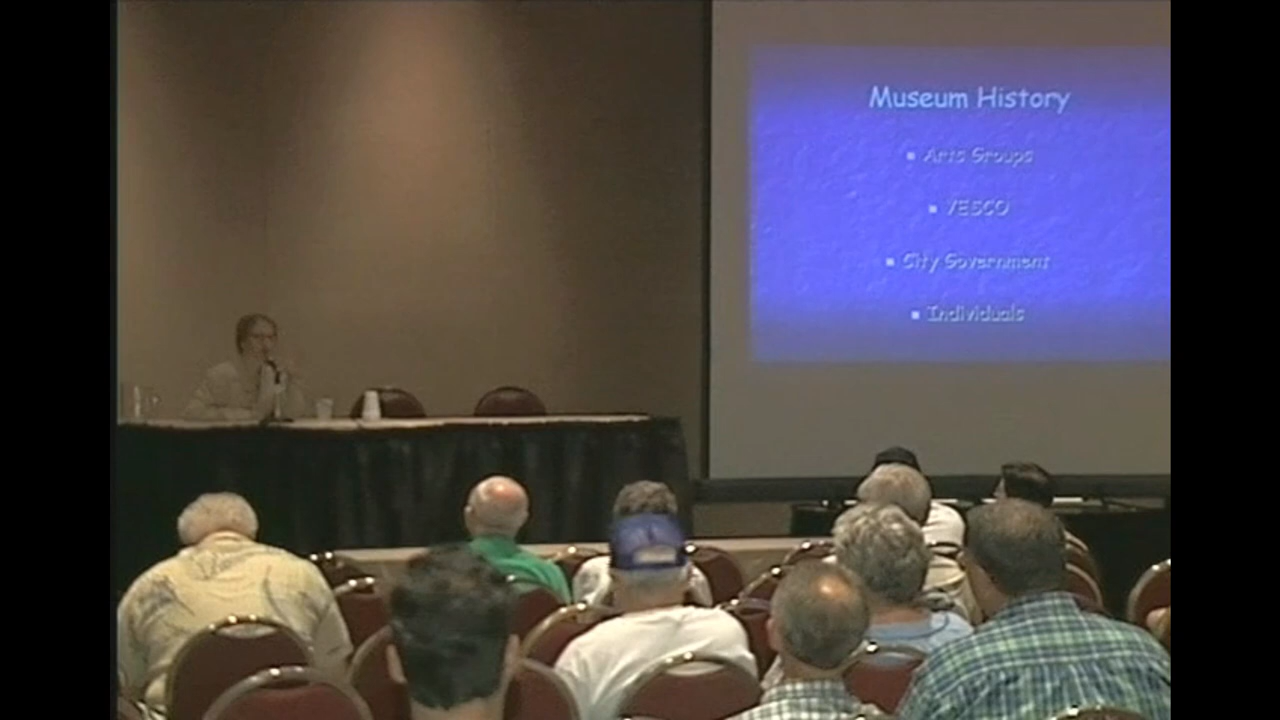 Museum History
▪ Arts Groups
▪ VESCO
▪ City Government
▪ Individuals